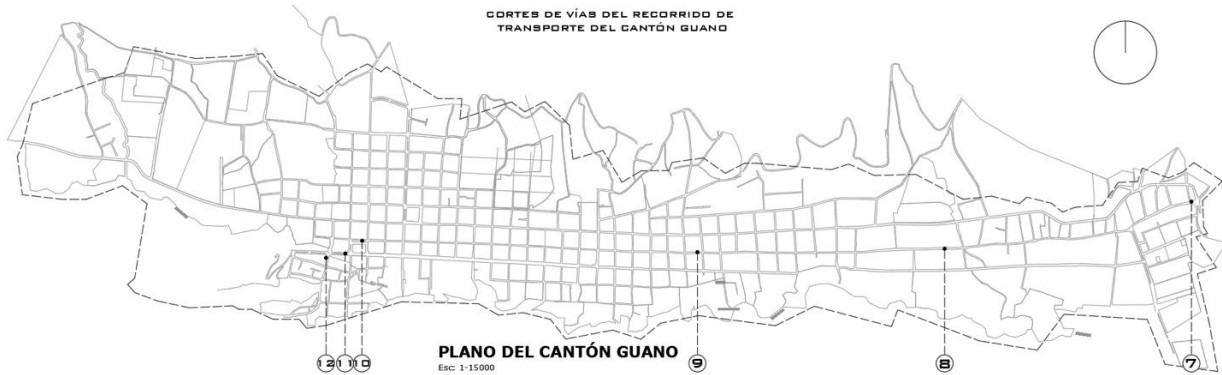 CORTES DE VÍAS DEL RECORRIDO DE
TRANSPORTE DEL CANTÓN GUANO
12 11 10 9 8 7
PLANO DEL CANTÓN GUANO
Esc: 1-15000